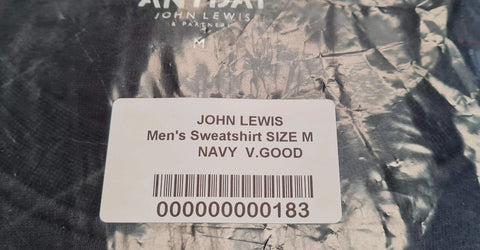 ANYDAY
JOHN LEWIS
& PARTNERS
M
JOHN LEWIS
Men's Sweatshirt SIZE M
NAVY V.GOOD
000000000183